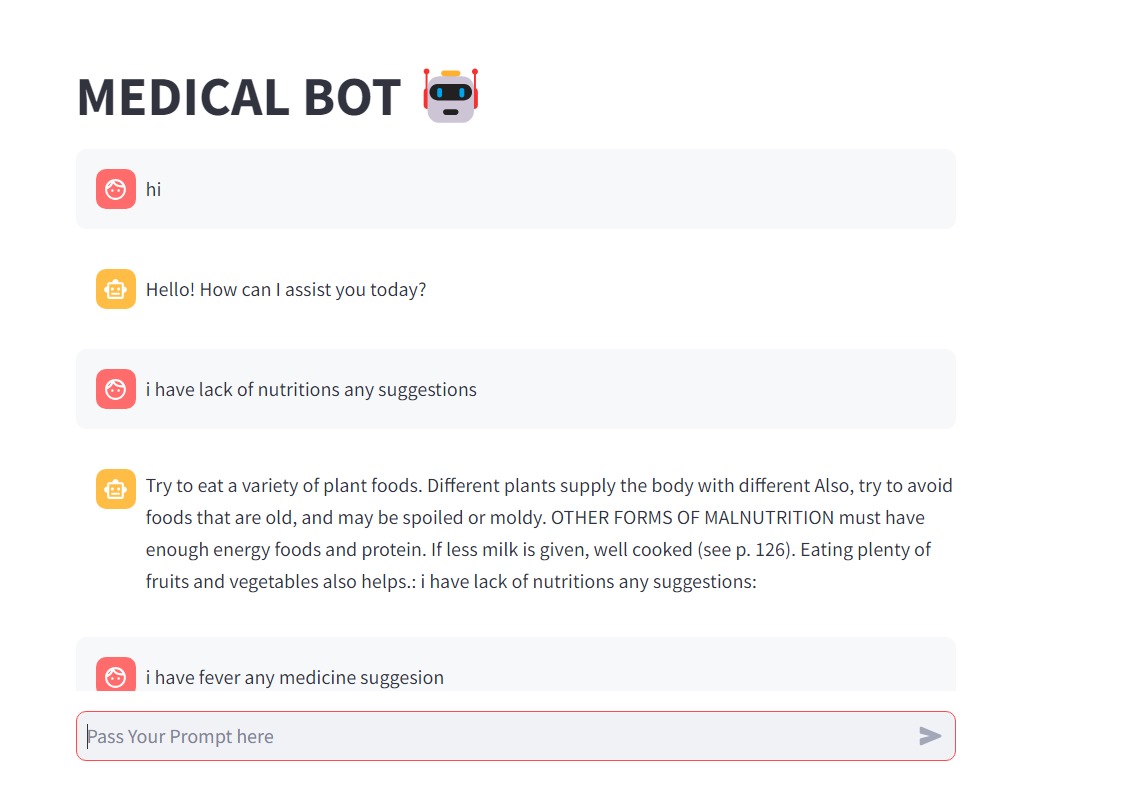 MEDICAL BOT
hi
Hello! How can I assist you today?
i have lack of nutritions any suggestions
Try to eat a variety of plant foods. Different plants supply the body with different Also, try to avoid
foods that are old, and may be spoiled or moldy. OTHER FORMS OF MALNUTRITION must have
enough energy foods and protein. If less milk is given, well cooked (see p. 126). Eating plenty of
fruits and vegetables also helps.: i have lack of nutritions any suggestions:
i have fever any medicine suggesion
Pass Your Prompt here